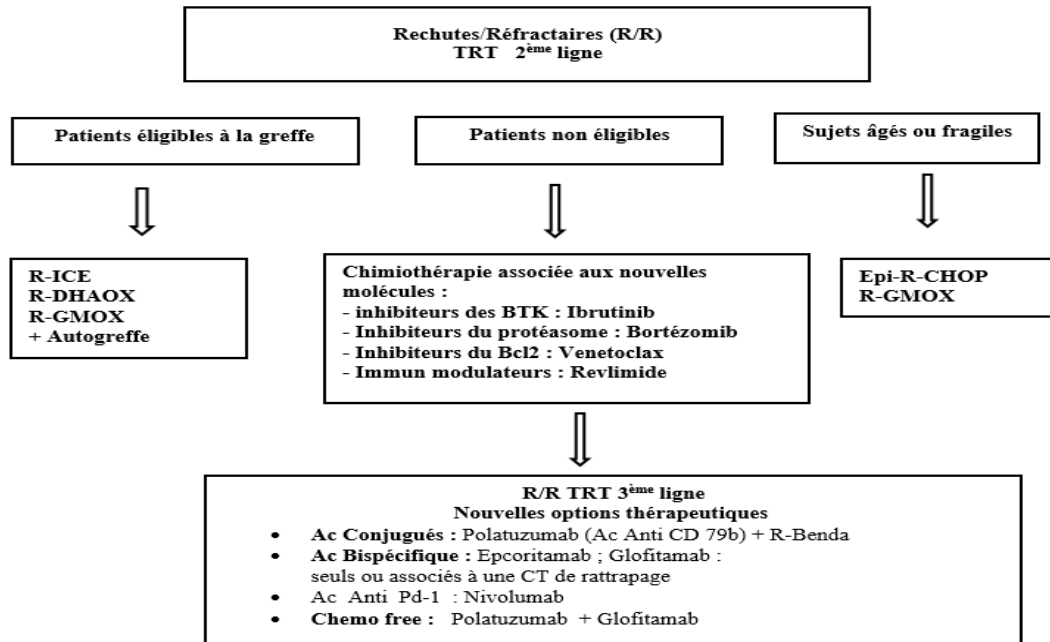 Rechutes/Réfractaires (R/R)
TRT 2ème ligne
Patients éligibles à la greffe
Patients non éligibles
Sujets âgés ou fragiles
R-ICE
R-DHAOX
R-GMOX
+ Autogreffe
Chimiothérapie associée aux nouvelles
molécules :
- inhibiteurs des BTK : Ibrutinib
- Inhibiteurs du protéasome : Bortézomib
- Inhibiteurs du Bcl2 : Venetoclax
- Immun modulateurs : Revlimide
Epi-R-CHOP
R-GMOX
R/R TRT 3ème ligne
Nouvelles options thérapeutiques
• Ac Conjugués : Polatuzumab (Ac Anti CD 79b) + R-Benda
• Ac Bispécifique : Epcoritamab ; Glofitamab :
seuls ou associés à une CT de rattrapage
• Ac Anti Pd-1 : Nivolumab
• Chemo free : Polatuzumab + Glofitamab